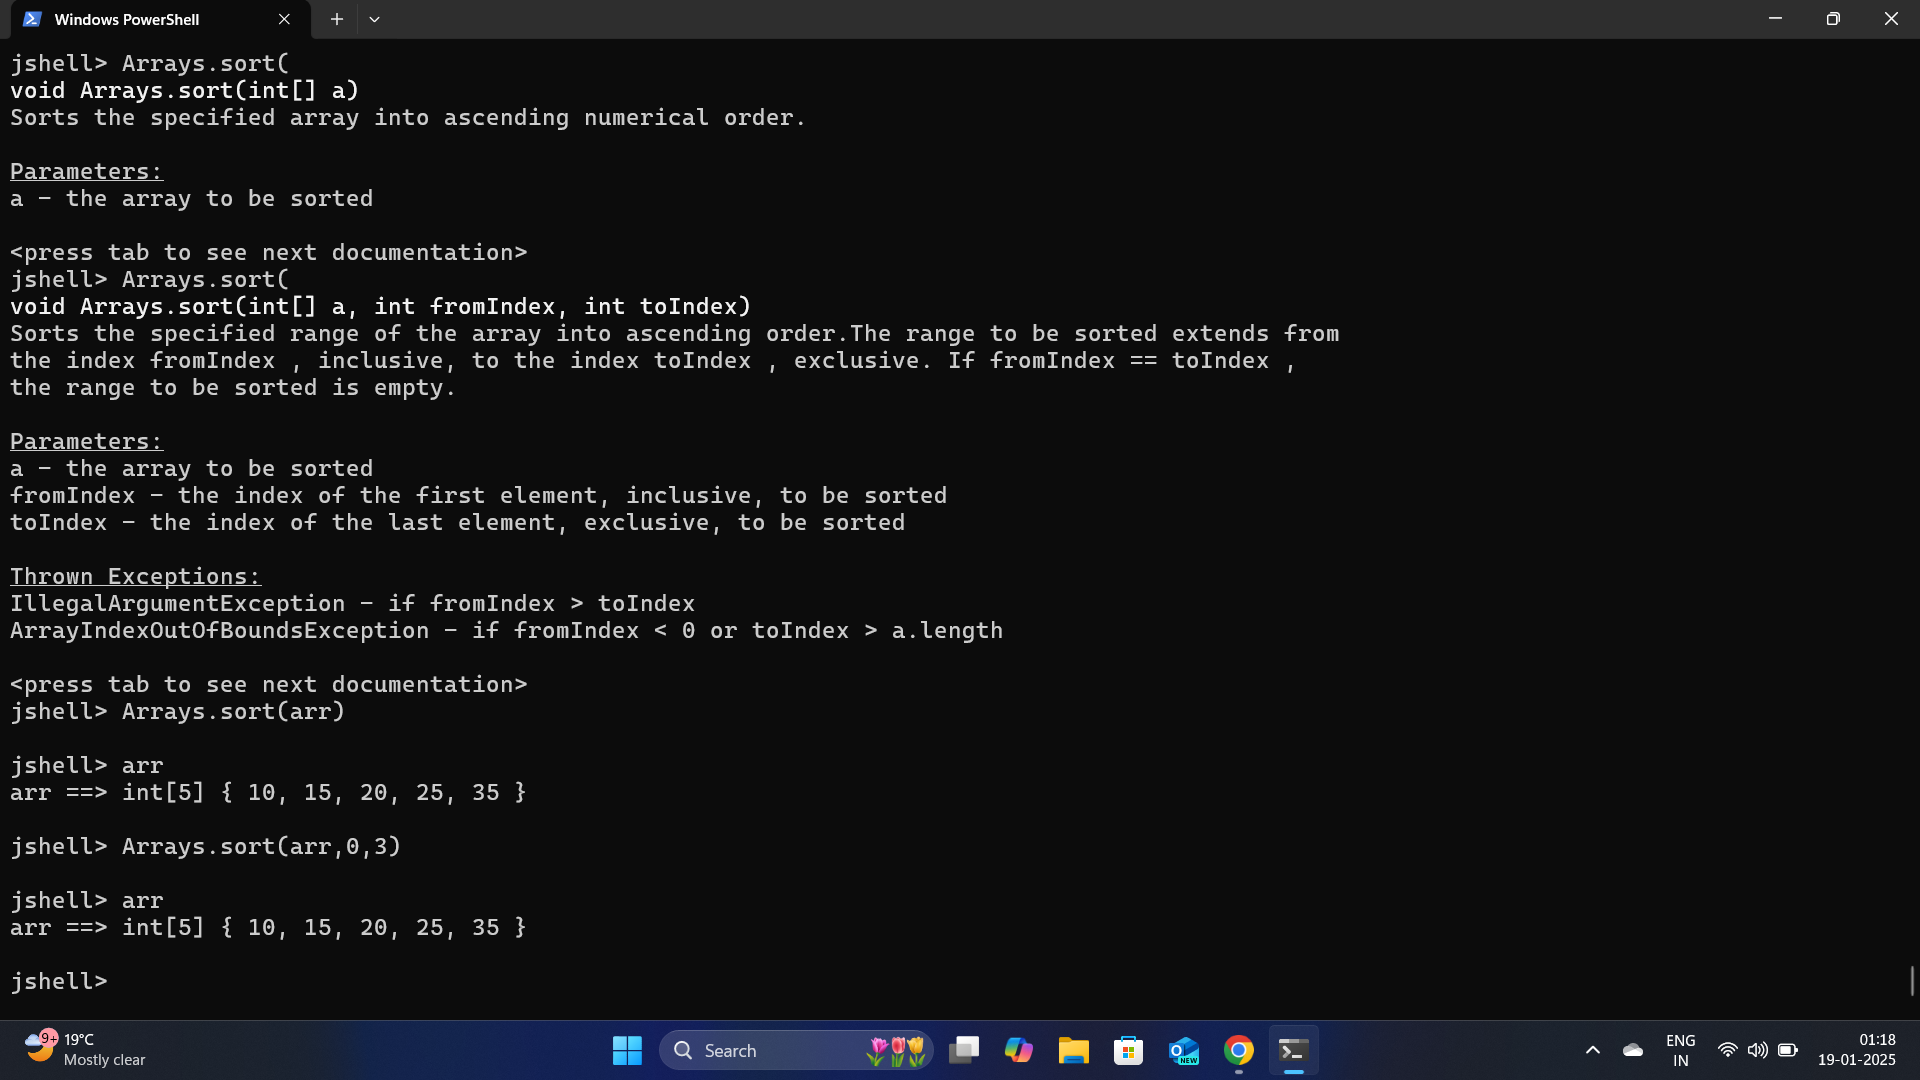 Windows PowerShell
jshell> Arrays.sort(
void Arrays.sort(int[] a)
Sorts the specified array into ascending numerical order.
Parameters:
a - the array to be sorted
<press tab to see next documentation>
jshell> Arrays.sort(
void Arrays.sort(int[] a, int fromIndex, int toIndex)
Sorts the specified range of the array into ascending order.The range to be sorted extends from
the index fromIndex , inclusive, to the index toIndex , exclusive. If fromIndex == toIndex ,
the range to be sorted is empty.
Parameters:
a - the array to be sorted
fromIndex - the index of the first element, inclusive, to be sorted
toIndex - the index of the last element, exclusive, to be sorted
Thrown Exceptions:
IllegalArgumentException - if fromIndex > toIndex
ArrayIndexOutOfBoundsException - if fromIndex < 0 or toIndex > a.length
<press tab to see next documentation>
jshell> Arrays.sort(arr)
jshell> arr
arr ==> int[5] { 10, 15, 20, 25, 35 }
jshell> Arrays.sort(arr,0,3)
jshell> arr
arr ==> int[5] { 10, 15, 20, 25, 35 }
jshell>
9+
19°C
Mostly clear
Search
NEW
ENG
IN
01:18
19-01-2025